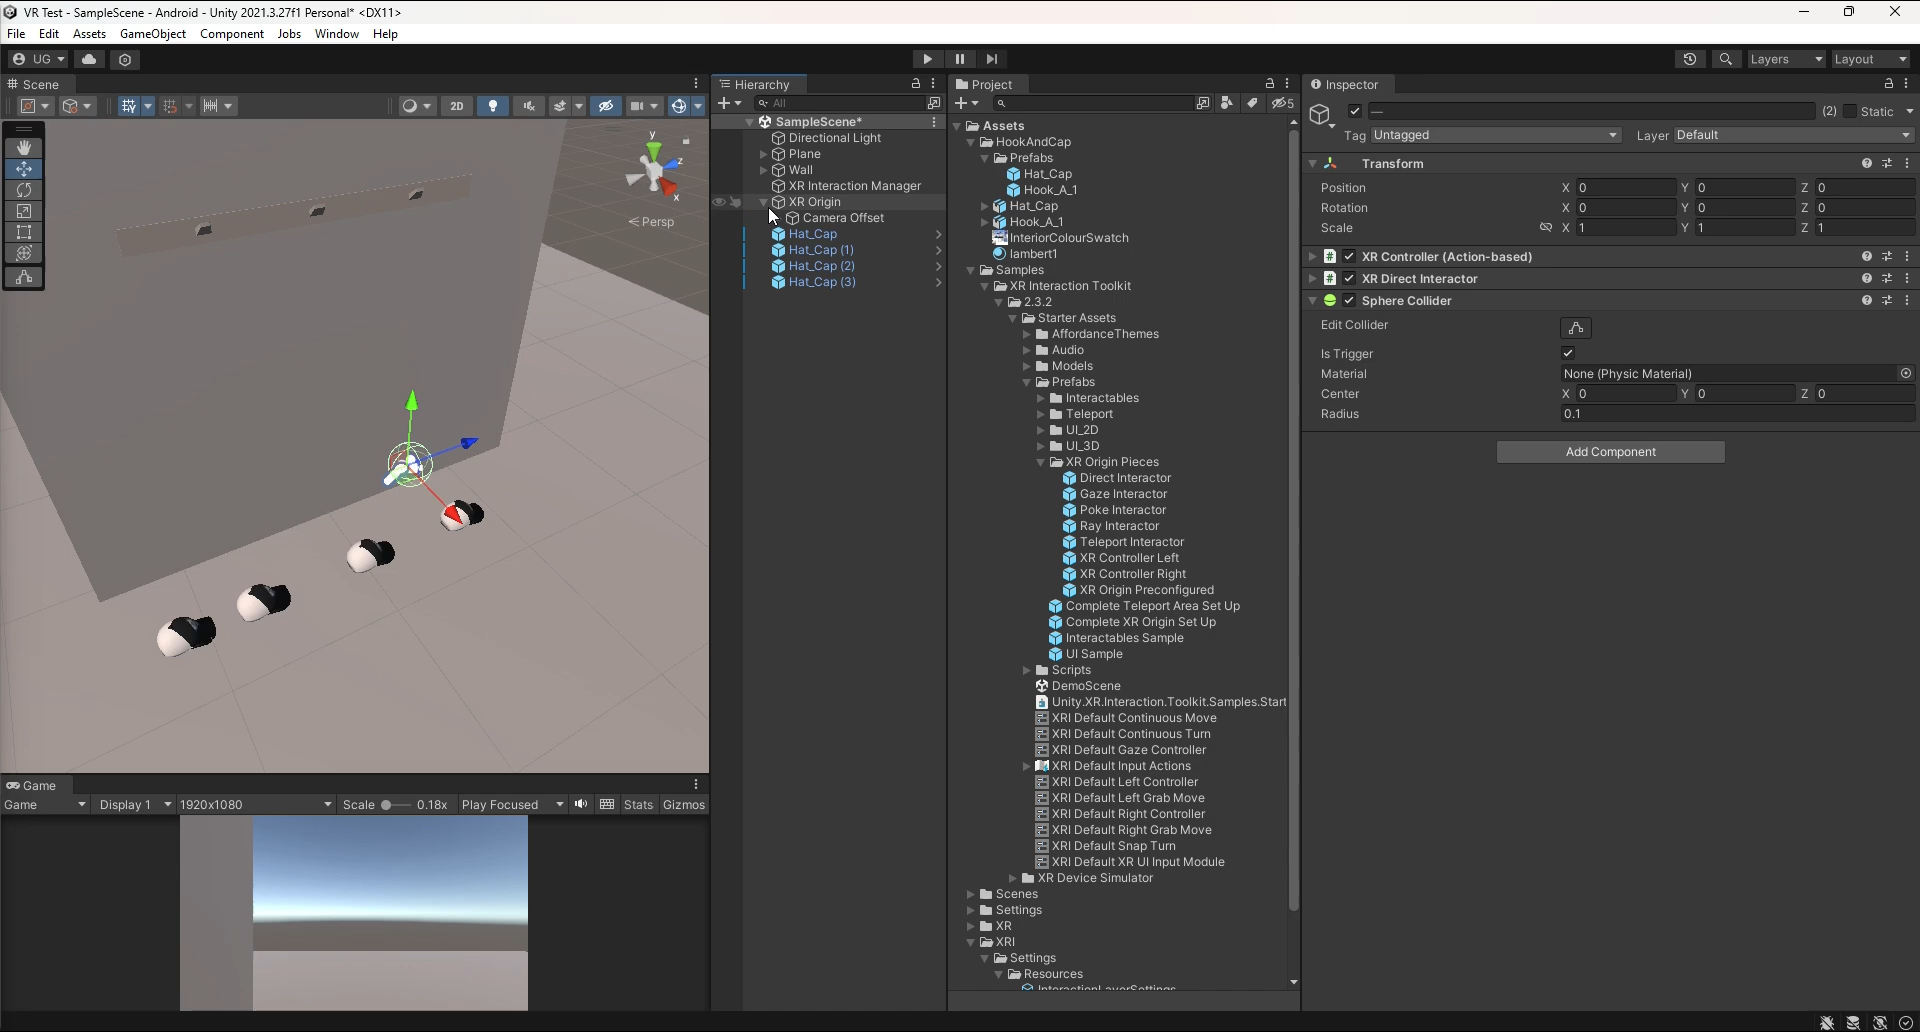 VR Test - SampleScene - Android - Unity 2021.3.27f1 Personal* <DX11>
File Edit Assets GameObject Component Jobs Window Help
UG
Layers
Layout
Scene
2D
y
z
x
Persp
Hierarchy
All
SampleScene*
Directional Light
Plane
Wall
XR Interaction Manager
XR Origin
Camera Offset
Hat_Cap
Hat_Cap (1)
Hat_Cap (2)
Hat_Cap (3)
Project
5
Assets
HookAndCap
Prefabs
Hat_Cap
Hook_A_1
Hat_Cap
Hook_A_1
InteriorColourSwatch
lambert1
Samples
XR Interaction Toolkit
2.3.2
Starter Assets
AffordanceThemes
Audio
Models
Prefabs
Interactables
Teleport
UI_2D
UI_3D
XR Origin Pieces
Direct Interactor
Gaze Interactor
Poke Interactor
Ray Interactor
Teleport Interactor
XR Controller Left
XR Controller Right
XR Origin Preconfigured
Complete Teleport Area Set Up
Complete XR Origin Set Up
Interactables Sample
UI Sample
Scripts
DemoScene
Unity.XR.Interaction.Toolkit.Samples.Start
XRI Default Continuous Move
XRI Default Continuous Turn
XRI Default Gaze Controller
XRI Default Input Actions
XRI Default Left Controller
XRI Default Left Grab Move
XRI Default Right Controller
XRI Default Right Grab Move
XRI Default Snap Turn
XRI Default XR UI Input Module
XR Device Simulator
Scenes
Settings
XR
XRI
Settings
Resources
InteractionLayerSettings
Inspector
— (2) Static
Tag Untagged Layer Default
Transform
Position X 0 Y 0 Z 0
Rotation X 0 Y 0 Z 0
Scale X 1 Y 1 Z 1
XR Controller (Action-based)
XR Direct Interactor
Sphere Collider
Edit Collider
Is Trigger
Material None (Physic Material)
Center X 0 Y 0 Z 0
Radius 0.1
Add Component
Game
Game Display 1 1920x1080 Scale 0.18x Play Focused Stats Gizmos